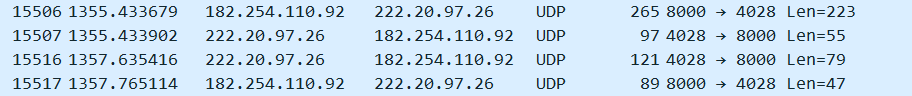 15506 1355.433679 182.254.110.92 222.20.97.26 UDP 265 8000 → 4028 Len=223
15507 1355.433902 222.20.97.26 182.254.110.92 UDP 97 4028 → 8000 Len=55
15516 1357.635416 222.20.97.26 182.254.110.92 UDP 121 4028 → 8000 Len=79
15517 1357.765114 182.254.110.92 222.20.97.26 UDP 89 8000 → 4028 Len=47